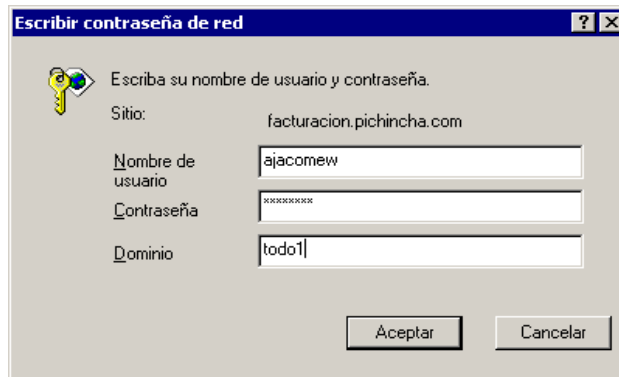 Escribir contraseña de red
Escriba su nombre de usuario y contraseña.
Sitio: facturacion.pichincha.com
Nombre de usuario ajacomew
Contraseña ××××××××
Dominio todo1
Aceptar Cancelar